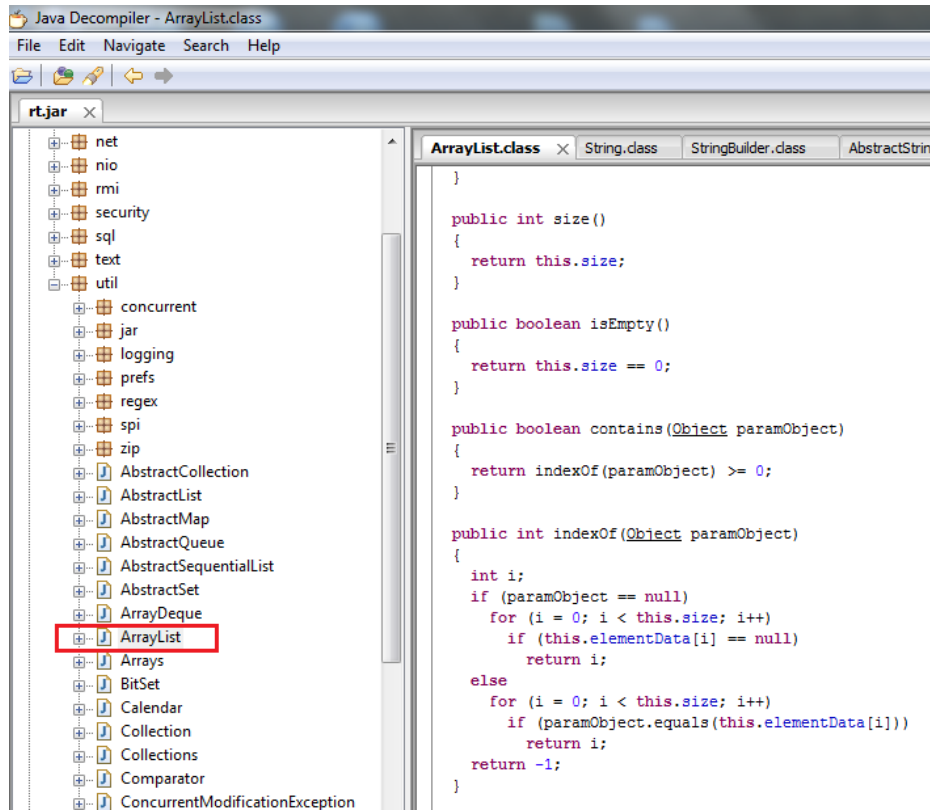 Java Decompiler - ArrayList.class
File Edit Navigate Search Help
rt.jar
net
nio
rmi
security
sql
text
util
concurrent
jar
logging
prefs
regex
spi
zip
AbstractCollection
AbstractList
AbstractMap
AbstractQueue
AbstractSequentialList
AbstractSet
ArrayDeque
ArrayList
Arrays
BitSet
Calendar
Collection
Collections
Comparator
ConcurrentModificationException
ArrayList.class String.class StringBuilder.class AbstractStrin
}
public int size()
{
return this.size;
}
public boolean isEmpty()
{
return this.size == 0;
}
public boolean contains(Object paramObject)
{
return indexOf(paramObject) >= 0;
}
public int indexOf(Object paramObject)
{
int i;
if (paramObject == null)
for (i = 0; i < this.size; i++)
if (this.elementData[i] == null)
return i;
else
for (i = 0; i < this.size; i++)
if (paramObject.equals(this.elementData[i]))
return i;
return -1;
}